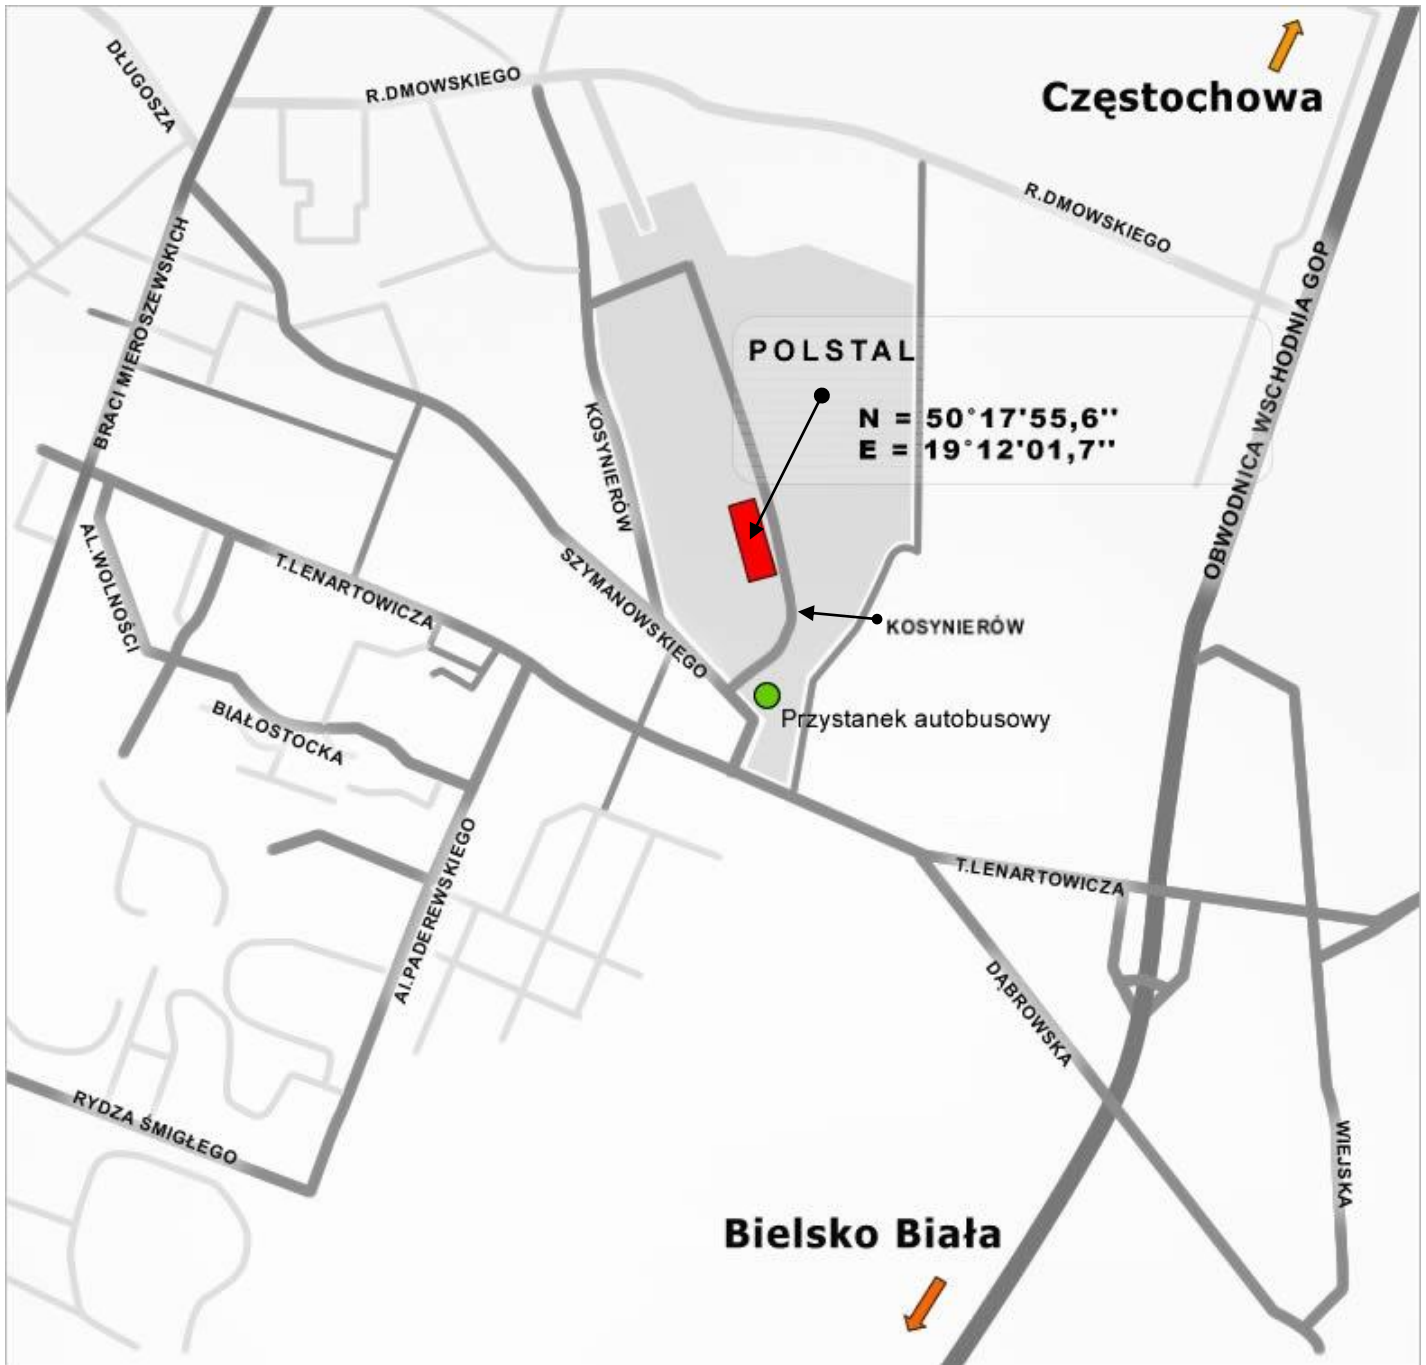 DŁUGOSZA
R.DMOWSKIEGO
Częstochowa
R.DMOWSKIEGO
BRACI MIEROSZEWSKICH
OBWODNICA WSCHODNIA GOP
POLSTAL
N = 50°17'55,6''
E = 19°12'01,7''
KOSYNIERÓW
AL.WOLNOŚCI
T.LENARTOWICZA
SZYMANOWSKIEGO
KOSYNIERÓW
Przystanek autobusowy
BIAŁOSTOCKA
Al.PADEREWSKIEGO
T.LENARTOWICZA
DĄBROWSKA
RYDZA ŚMIGŁEGO
WIEJSKA
Bielsko Biała